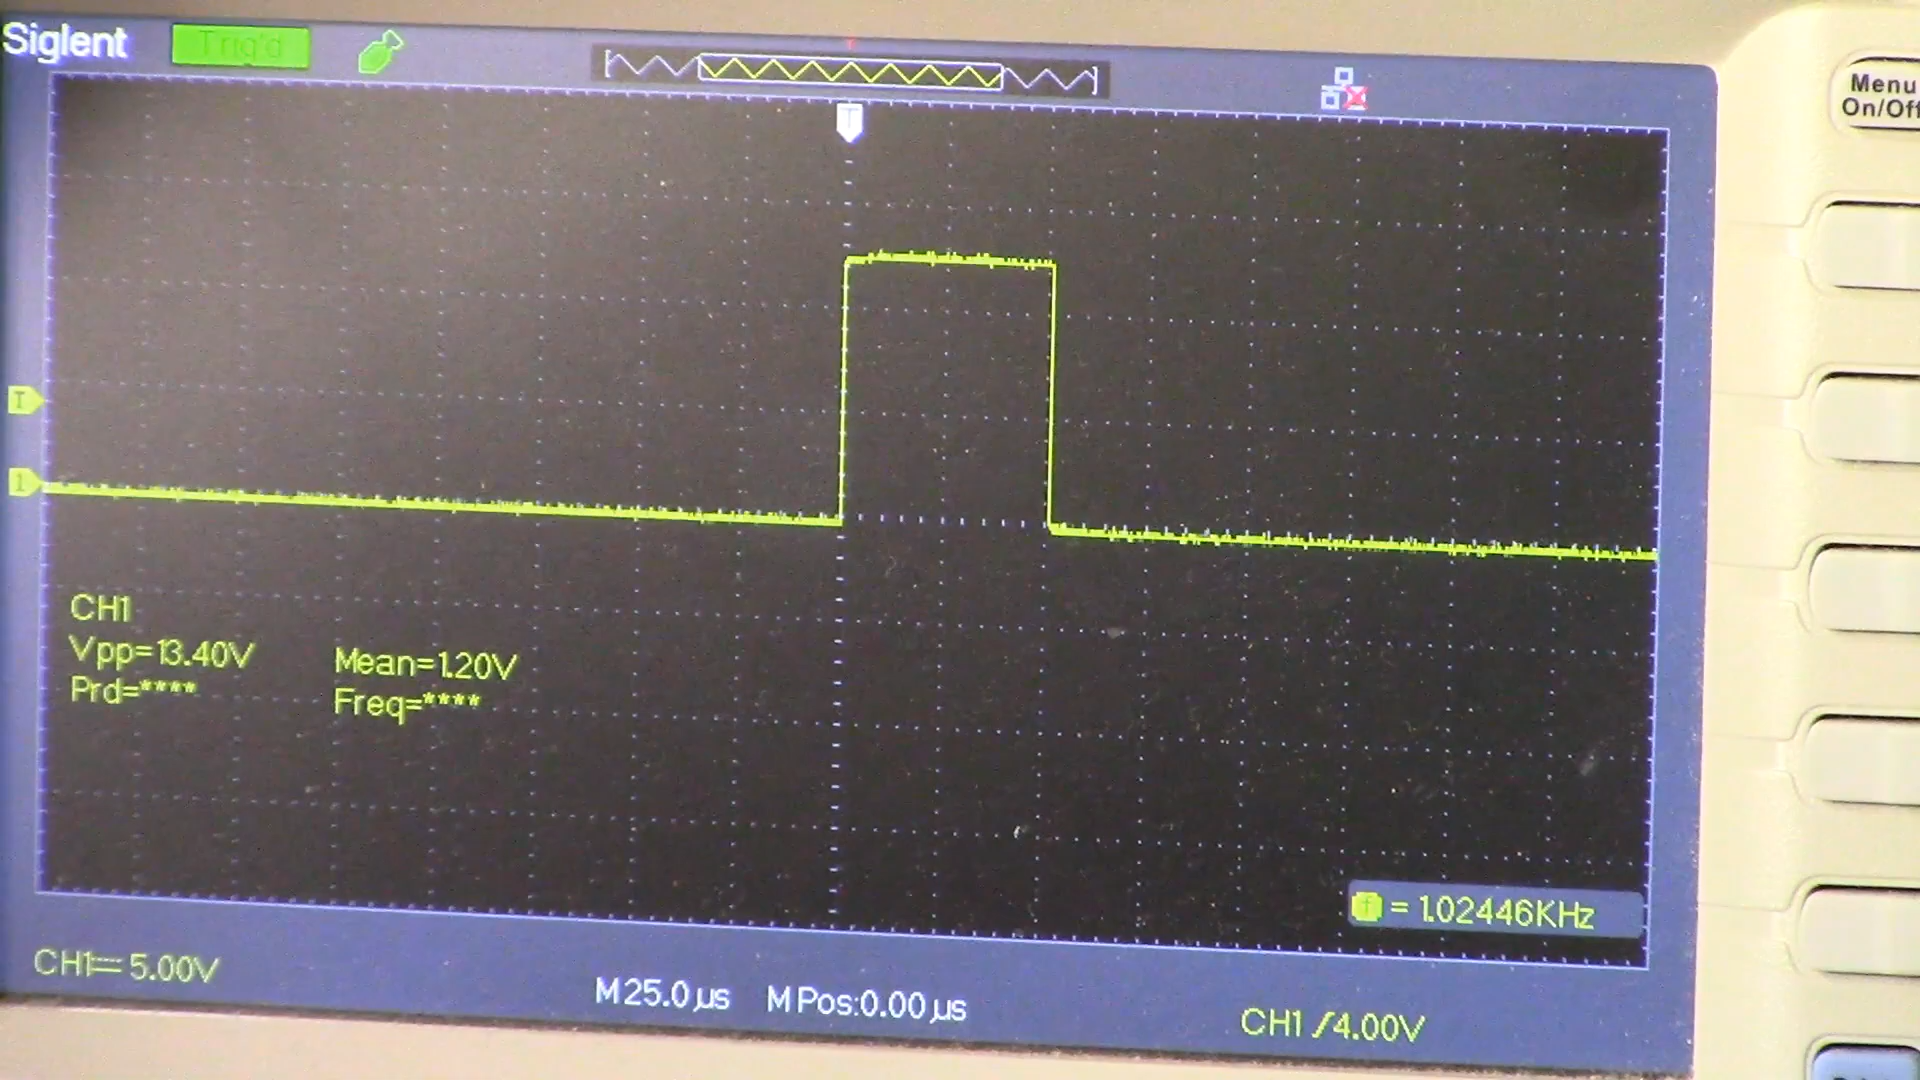 Siglent Trig'd
T
Menu
On/Off
T
1
CH1
Vpp=13.40V Mean=1.20V
Prd=**** Freq=****
f = 1.02446KHz
CH1 5.00V M 25.0µs M Pos:0.00µs CH1 4.00V